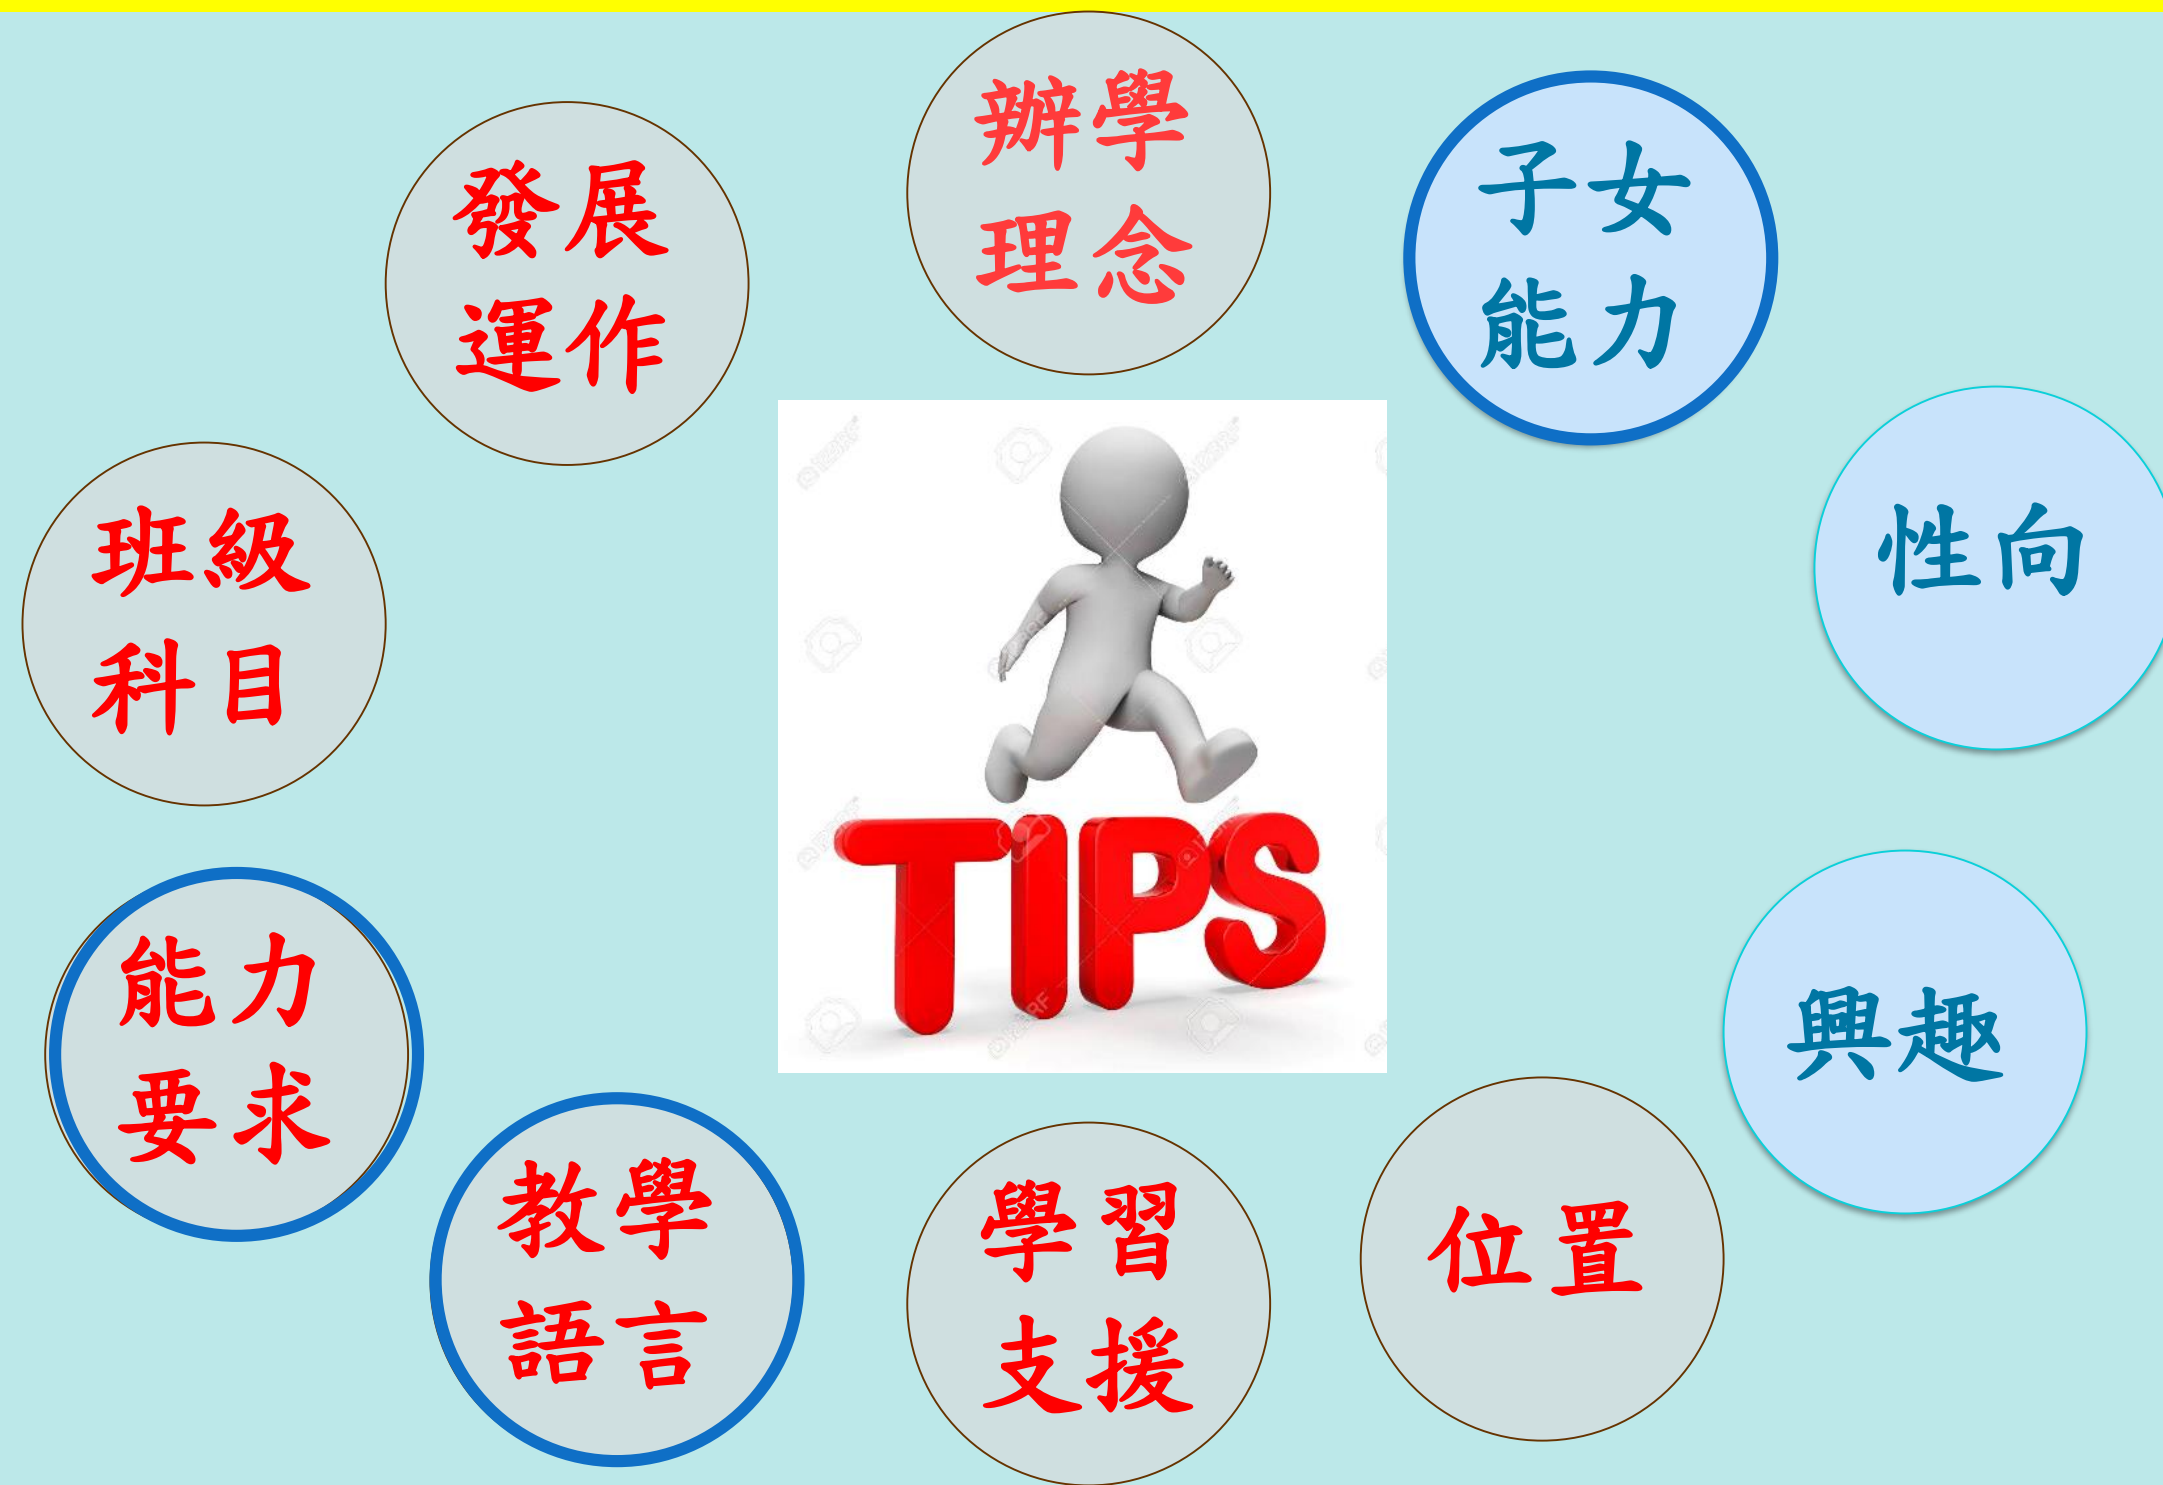 辦學
理念
子女
能力
性向
興趣
位置
學習
支援
教學
語言
能力
要求
班級
科目
發展
運作
TIPS